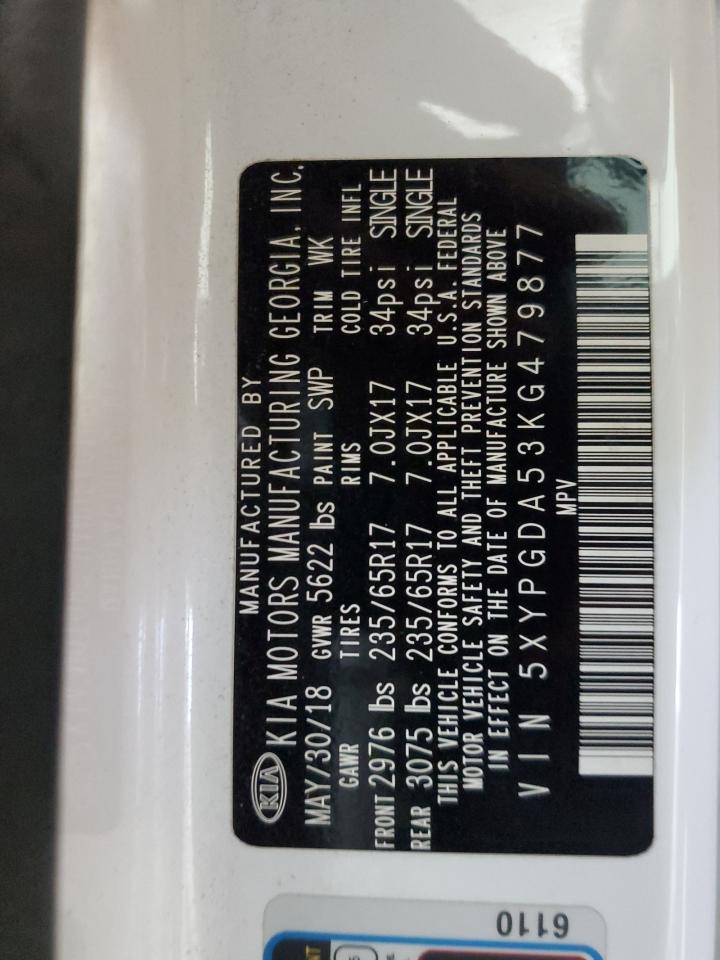 MANUFACTURED BY
KIA KIA MOTORS MANUFACTURING GEORGIA, INC.
MAY/30/18 GVWR 5622 lbs PAINT SWP TRIM WK
GAWR TIRES RIMS COLD TIRE INFL
FRONT 2976 lbs 235/65R17 7.0JX17 34psi SINGLE
REAR 3075 lbs 235/65R17 7.0JX17 34psi SINGLE
THIS VEHICLE CONFORMS TO ALL APPLICABLE U.S.A. FEDERAL
MOTOR VEHICLE SAFETY AND THEFT PREVENTION STANDARDS
IN EFFECT ON THE DATE OF MANUFACTURE SHOWN ABOVE
VIN 5XYPGDA53KG479877
MPV
6110